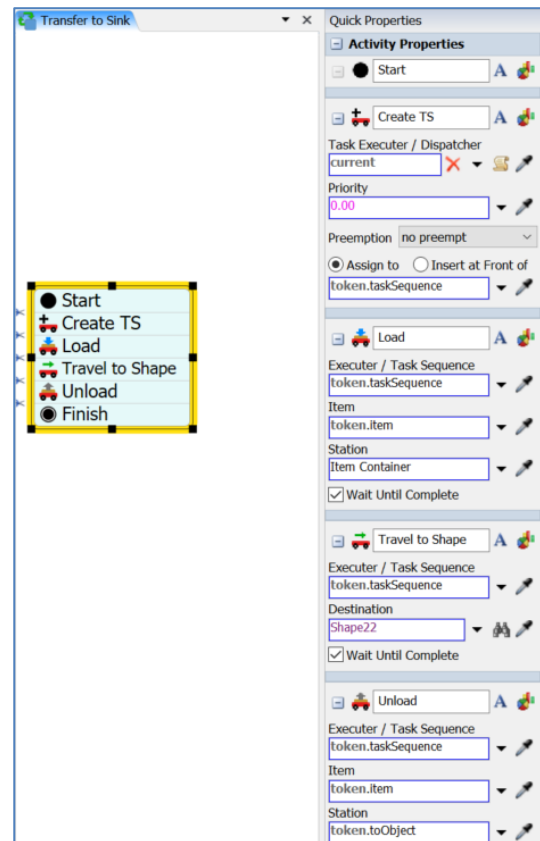 Transfer to Sink
Start
Create TS
Load
Travel to Shape
Unload
Finish
Quick Properties
Activity Properties
Start
Create TS
Task Executer / Dispatcher
current
Priority
0.00
Preemption no preempt
Assign to Insert at Front of
token.taskSequence
Load
Executer / Task Sequence
token.taskSequence
Item
token.item
Station
Item Container
Wait Until Complete
Travel to Shape
Executer / Task Sequence
token.taskSequence
Destination
Shape22
Wait Until Complete
Unload
Executer / Task Sequence
token.taskSequence
Item
token.item
Station
token.toObject